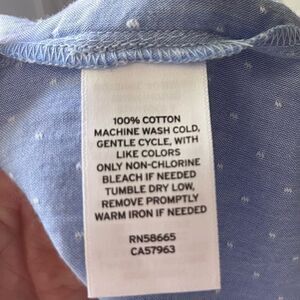 100% COTTON
MACHINE WASH COLD,
GENTLE CYCLE, WITH
LIKE COLORS
ONLY NON-CHLORINE
BLEACH IF NEEDED
TUMBLE DRY LOW,
REMOVE PROMPTLY
WARM IRON IF NEEDED
RN58665
CA57963